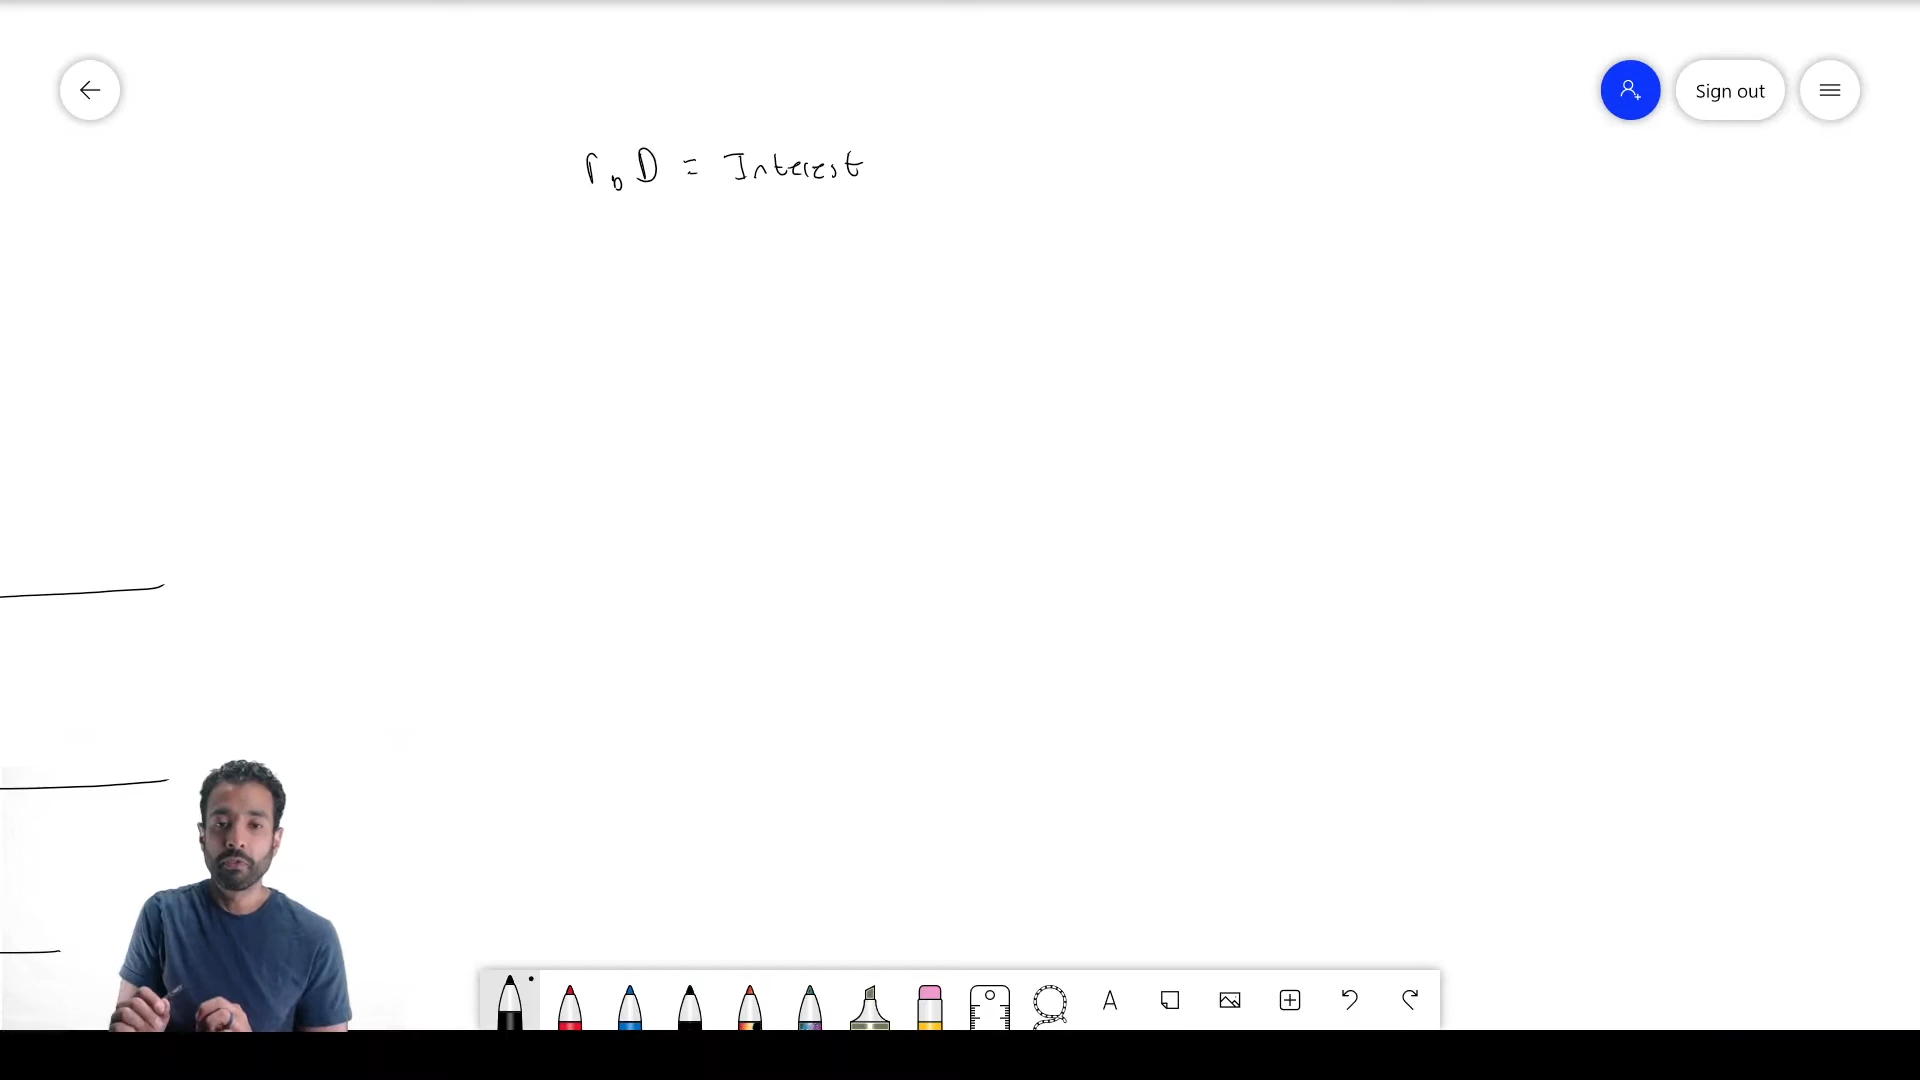 Sign out
r_D D = Interest